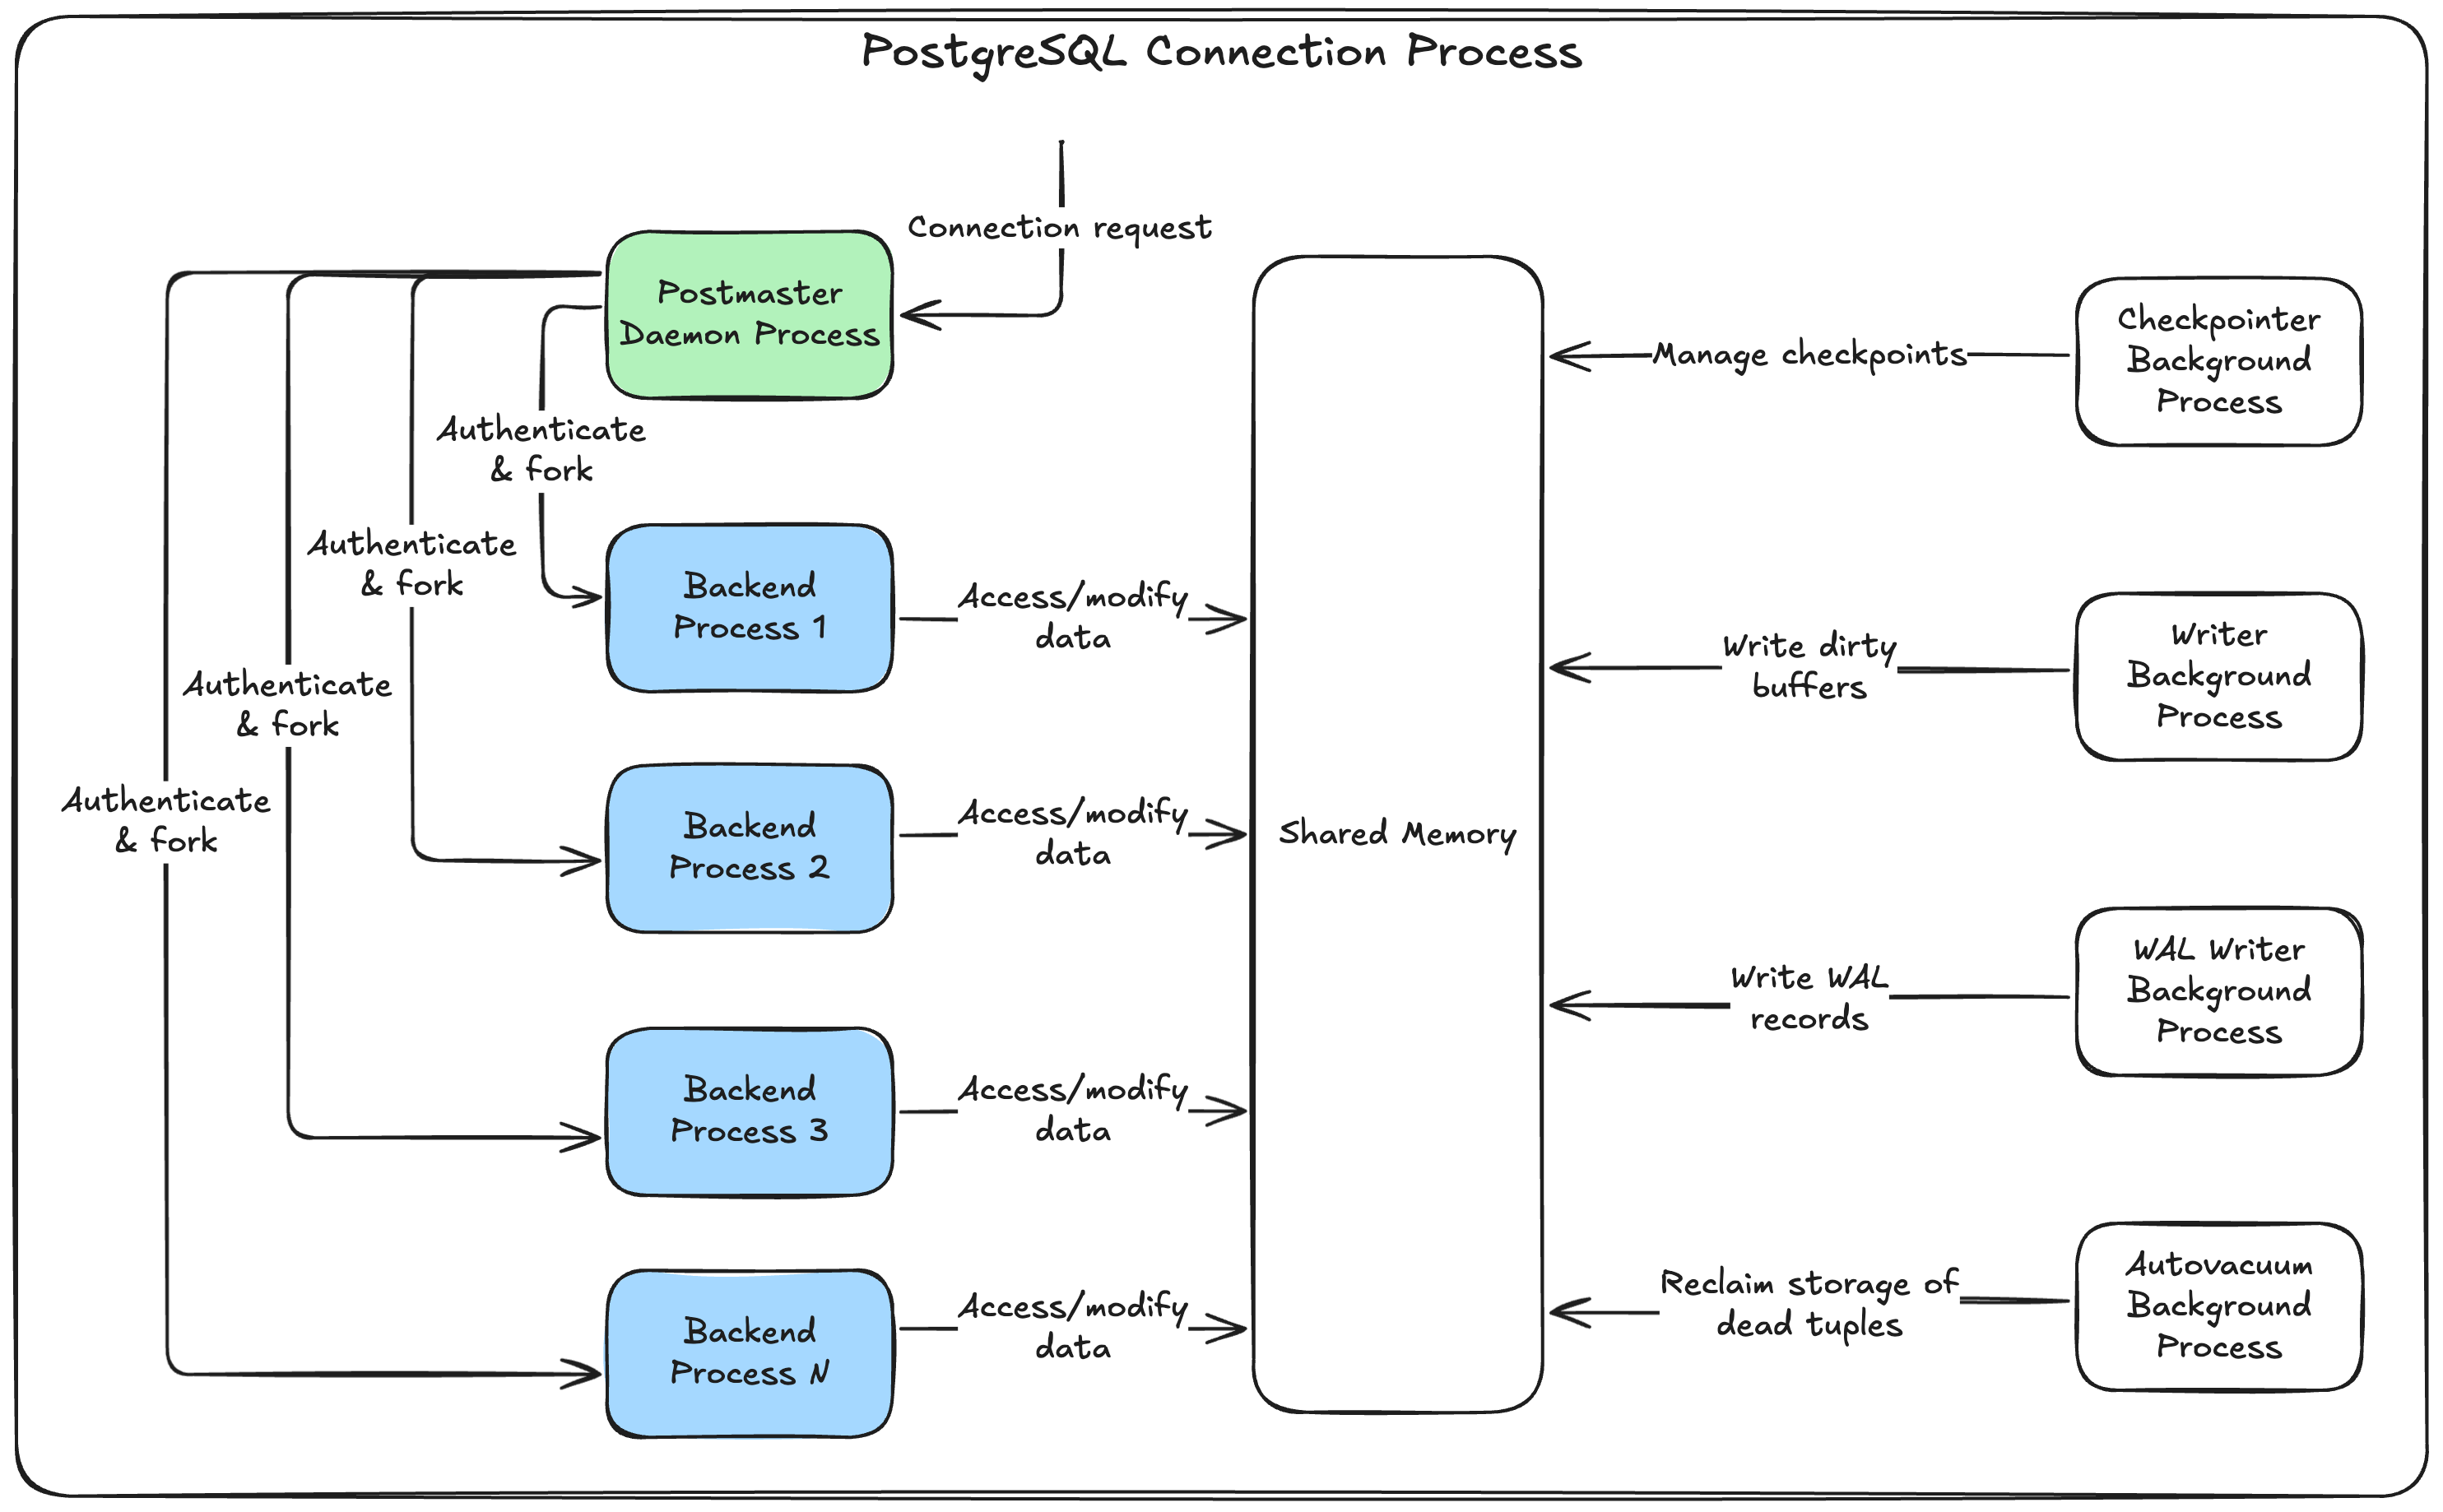 PostgreSQL Connection Process
Connection request
Postmaster
Daemon Process
Authenticate
& fork
Authenticate
& fork
Authenticate
& fork
Authenticate
& fork
Backend
Process 1
Access/modify
data
Backend
Process 2
Access/modify
data
Backend
Process 3
Access/modify
data
Backend
Process N
Access/modify
data
Shared Memory
Manage checkpoints
Checkpointer
Background
Process
Write dirty
buffers
Writer
Background
Process
Write WAL
records
WAL Writer
Background
Process
Reclaim storage of
dead tuples
Autovacuum
Background
Process